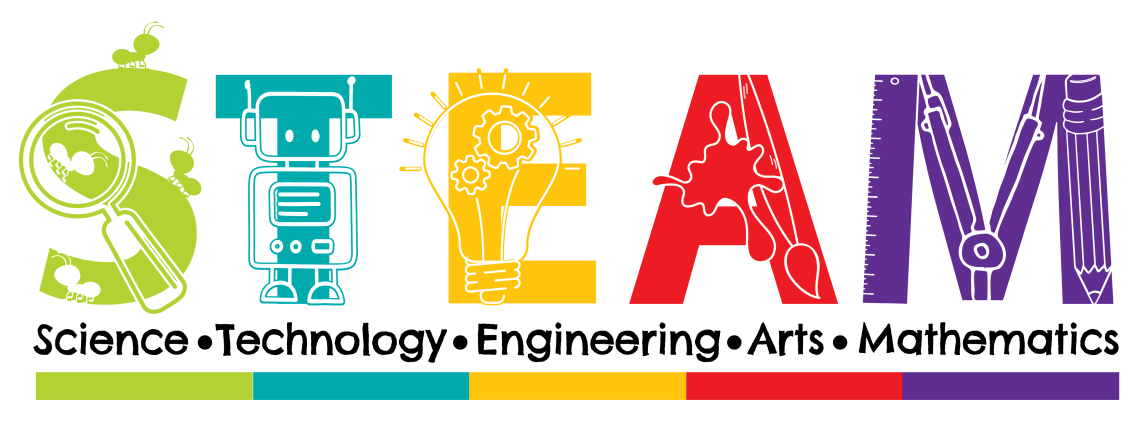 STEAM
Science • Technology • Engineering • Arts • Mathematics